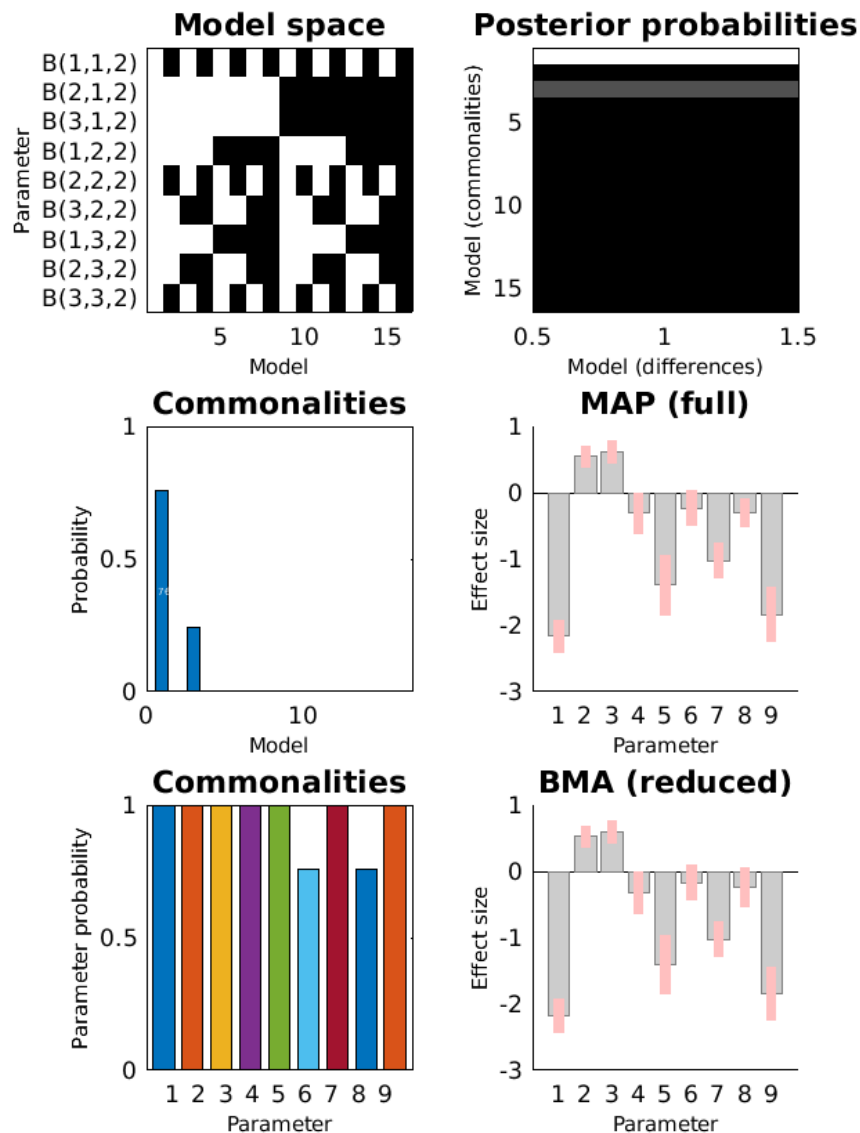 Model space
B(1,1,2)
B(2,1,2)
B(3,1,2)
B(1,2,2)
B(2,2,2)
B(3,2,2)
B(1,3,2)
B(2,3,2)
B(3,3,2)
Parameter
5 10 15
Model
Posterior probabilities
Model (commonalities)
5
10
15
0.5 1 1.5
Model (differences)
Commonalities
Probability
1
0.5
0
76
0 10
Model
MAP (full)
Effect size
1
0
-1
-2
-3
1 2 3 4 5 6 7 8 9
Parameter
Commonalities
Parameter probability
1
0.5
0
1 2 3 4 5 6 7 8 9
Parameter
BMA (reduced)
Effect size
1
0
-1
-2
-3
1 2 3 4 5 6 7 8 9
Parameter